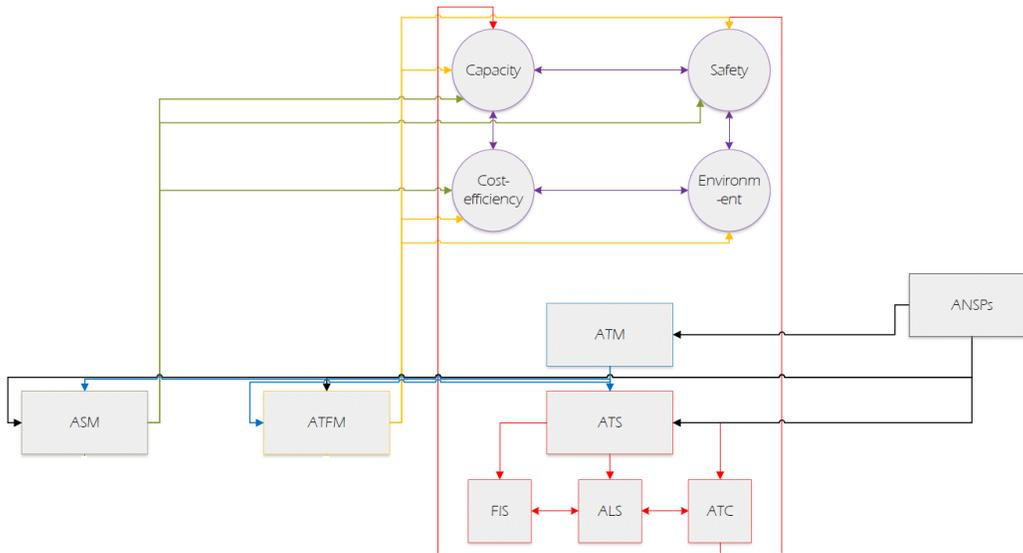 Capacity
Safety
Cost-
efficiency
Environm
-ent
ANSPs
ATM
ASM
ATFM
ATS
FIS
ALS
ATC